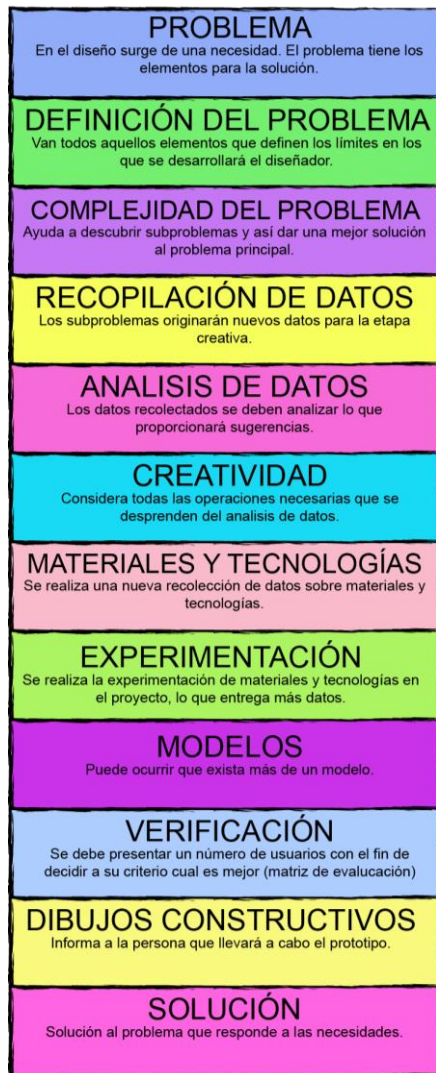 PROBLEMA
En el diseño surge de una necesidad. El problema tiene los
elementos para la solución.
DEFINICIÓN DEL PROBLEMA
Van todos aquellos elementos que definen los límites en los
que se desarrollará el diseñador.
COMPLEJIDAD DEL PROBLEMA
Ayuda a descubrir subproblemas y así dar una mejor solución
al problema principal.
RECOPILACIÓN DE DATOS
Los subproblemas originarán nuevos datos para la etapa
creativa.
ANALISIS DE DATOS
Los datos recolectados se deben analizar lo que
proporcionará sugerencias.
CREATIVIDAD
Considera todas las operaciones necesarias que se
desprenden del analisis de datos.
MATERIALES Y TECNOLOGÍAS
Se realiza una nueva recolección de datos sobre materiales y
tecnologías.
EXPERIMENTACIÓN
Se realiza la experimentación de materiales y tecnologías en
el proyecto, lo que entrega más datos.
MODELOS
Puede ocurrir que exista más de un modelo.
VERIFICACIÓN
Se debe presentar un número de usuarios con el fin de
decidir a su criterio cual es mejor (matriz de evalucación)
DIBUJOS CONSTRUCTIVOS
Informa a la persona que llevará a cabo el prototipo.
SOLUCIÓN
Solución al problema que responde a las necesidades.